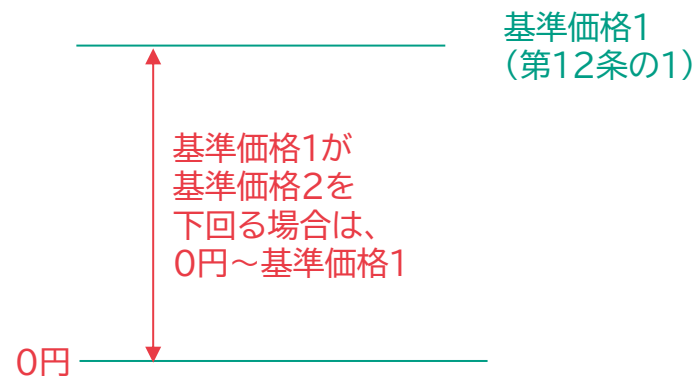 基準価格1
（第12条の1）
基準価格1が
基準価格2を
下回る場合は、
0円～基準価格1
0円